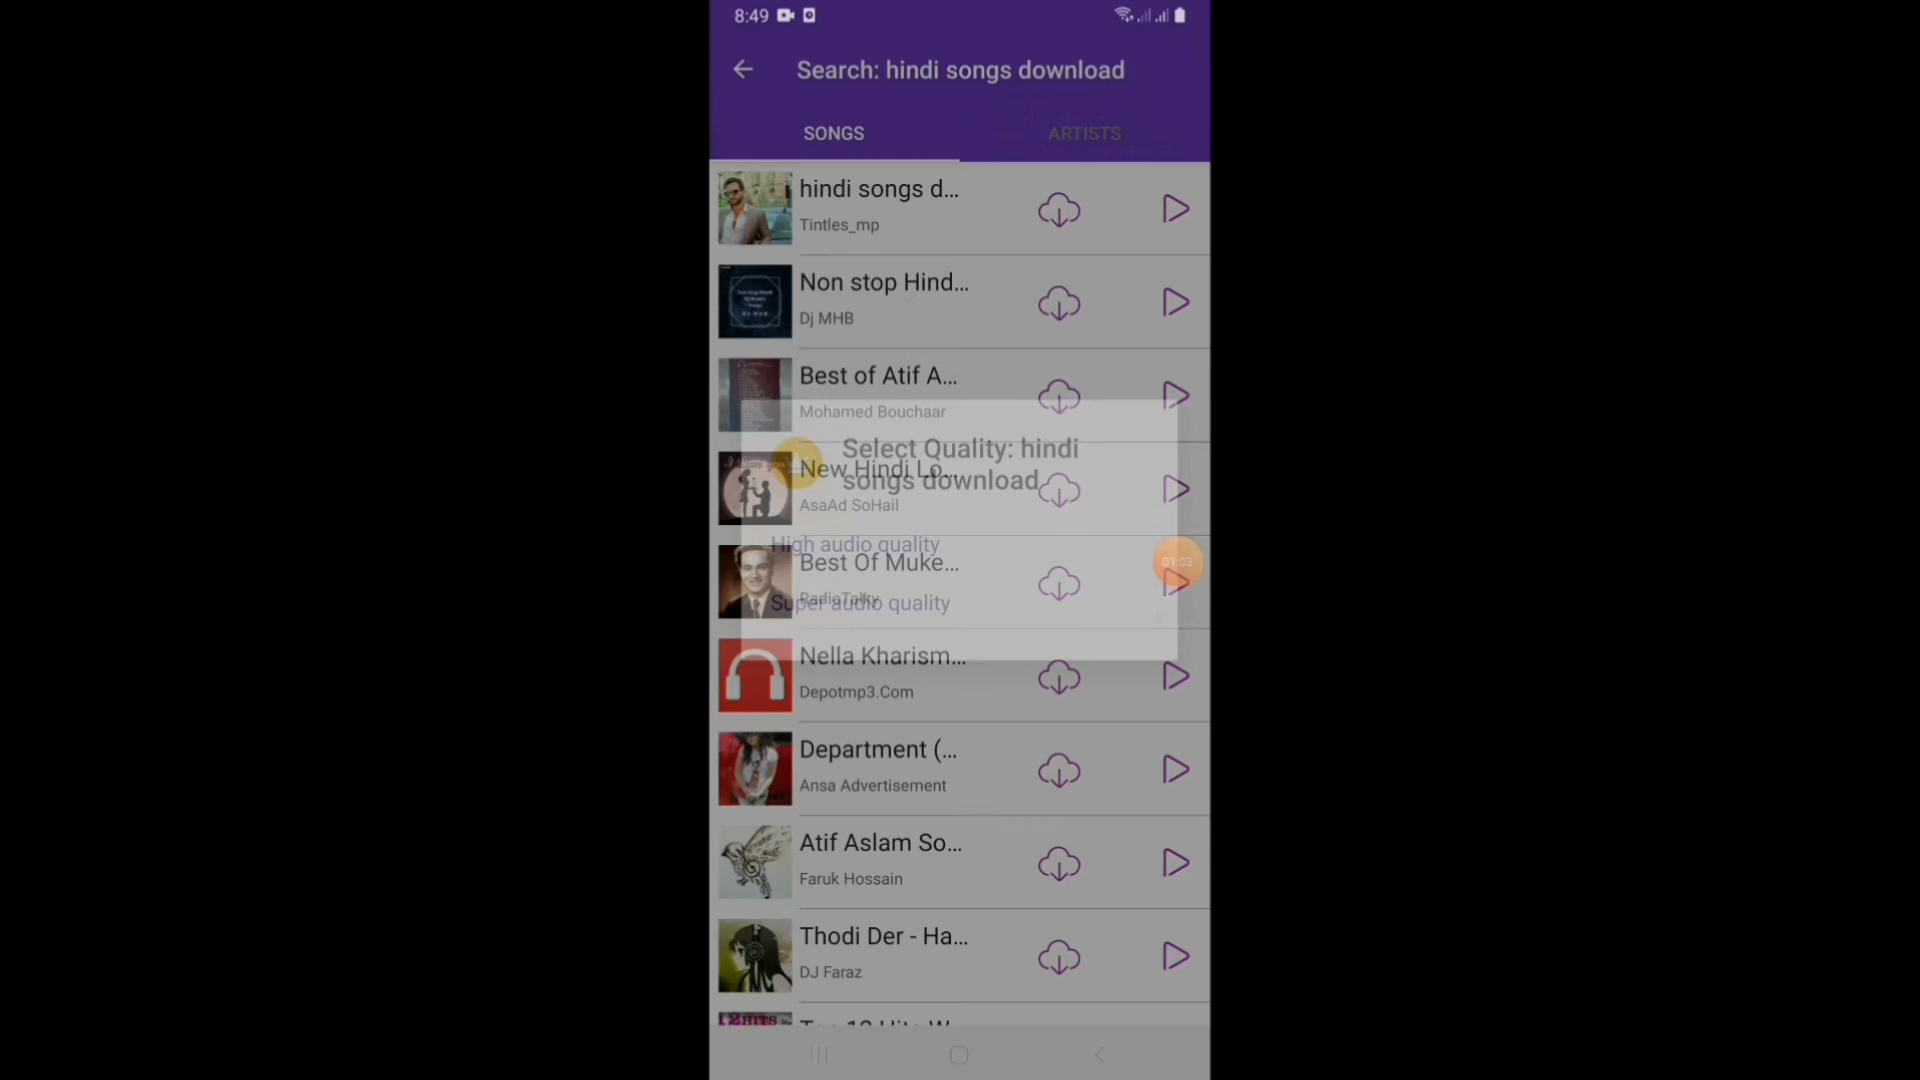 8:49
Search: hindi songs download
SONGS
ARTISTS
hindi songs d...
Tintles_mp
Non stop Hind...
Dj MHB
Best of Atif A...
Mohamed Bouchaar
Select Quality: hindi
songs download
New Hindi Lo...
AsaAd SoHail
High audio quality
Best Of Muke...
01:03
RadioTalky
Super audio quality
Nella Kharism...
Depotmp3.Com
Department (...
Ansa Advertisement
Atif Aslam So...
Faruk Hossain
Thodi Der - Ha...
DJ Faraz